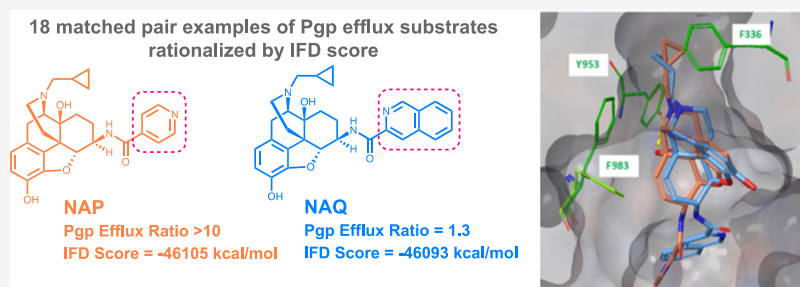 18 matched pair examples of Pgp efflux substrates
rationalized by IFD score
N
OH
H
N
H
O
O
OH
N
NAP
Pgp Efflux Ratio >10
IFD Score = -46105 kcal/mol
N
OH
H
N
H
O
O
OH
N
NAQ
Pgp Efflux Ratio = 1.3
IFD Score = -46093 kcal/mol
F336
Y953
F983